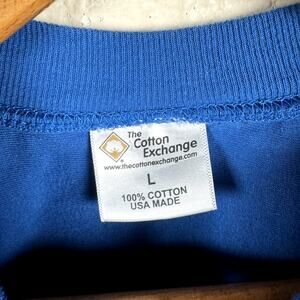 The
Cotton
Exchange
www.thecottonexchange.com
L
100% COTTON
USA MADE